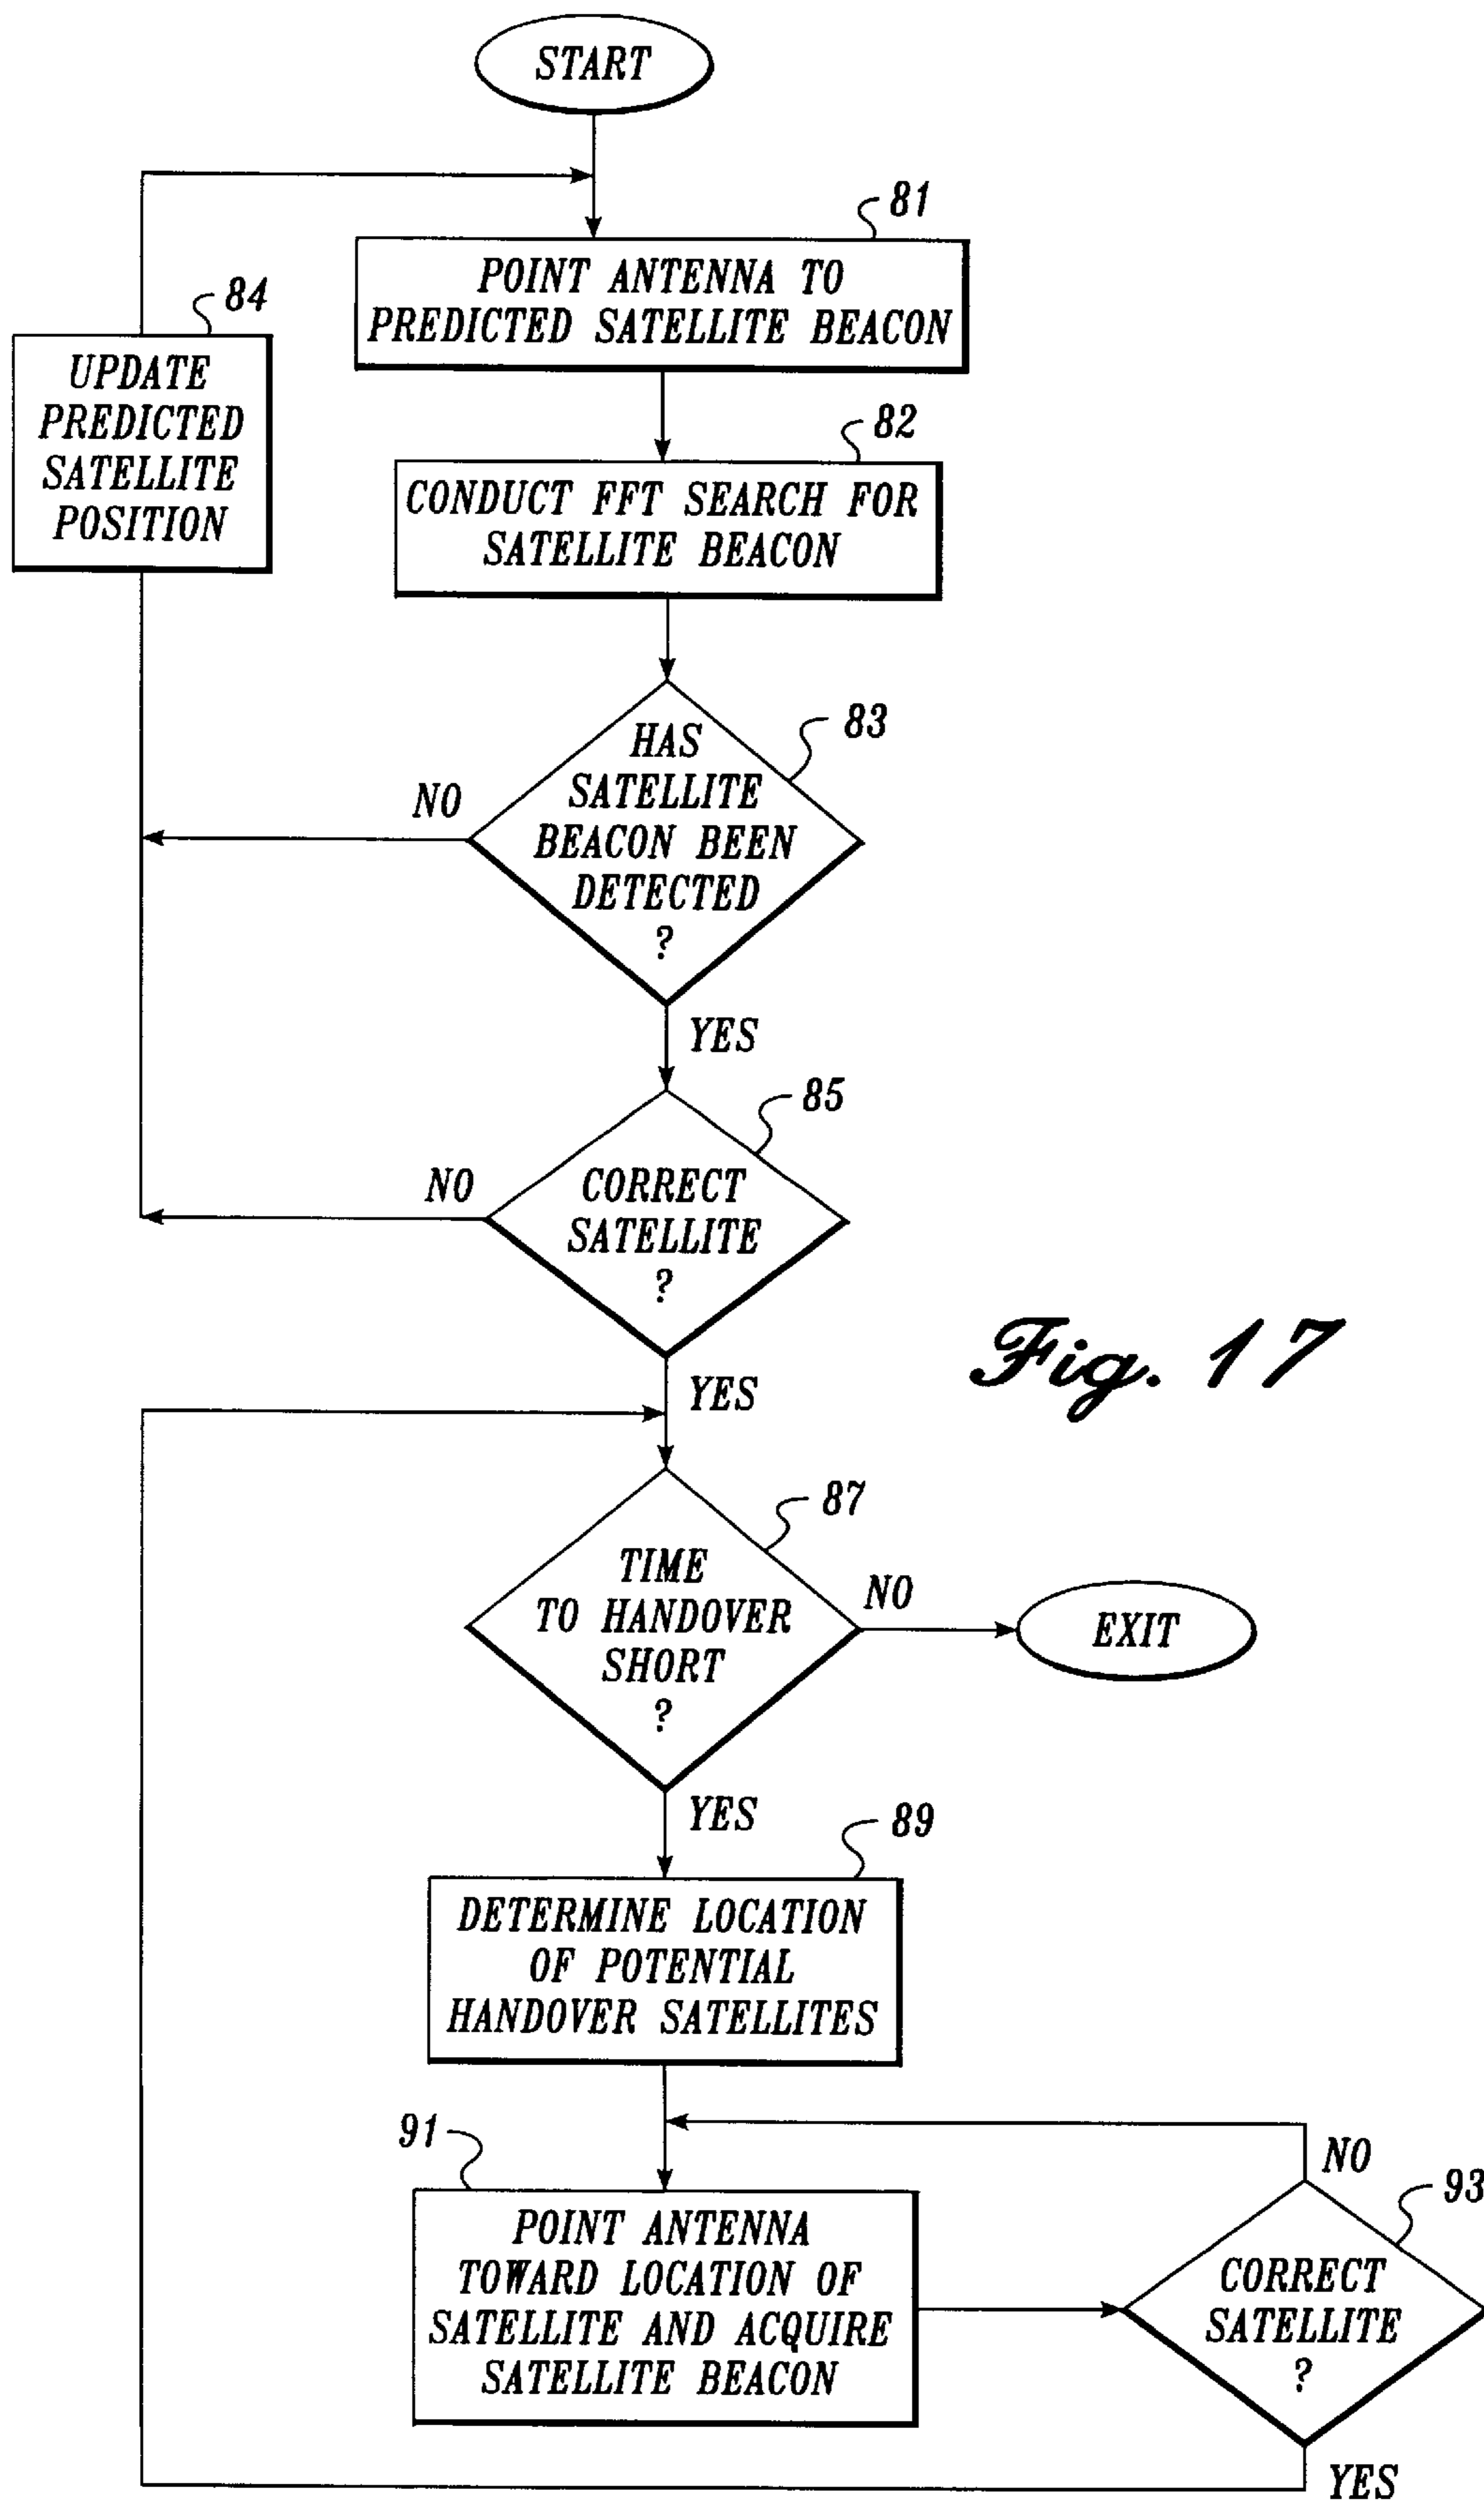 START
81
POINT ANTENNA TO
PREDICTED SATELLITE BEACON
84
UPDATE
PREDICTED
SATELLITE
POSITION
82
CONDUCT FFT SEARCH FOR
SATELLITE BEACON
83
HAS
SATELLITE
BEACON BEEN
DETECTED
?
NO
YES
85
CORRECT
SATELLITE
?
NO
YES
Fig. 17
87
TIME
TO HANDOVER
SHORT
?
NO
EXIT
YES
89
DETERMINE LOCATION
OF POTENTIAL
HANDOVER SATELLITES
91
POINT ANTENNA
TOWARD LOCATION OF
SATELLITE AND ACQUIRE
SATELLITE BEACON
NO
93
CORRECT
SATELLITE
?
YES